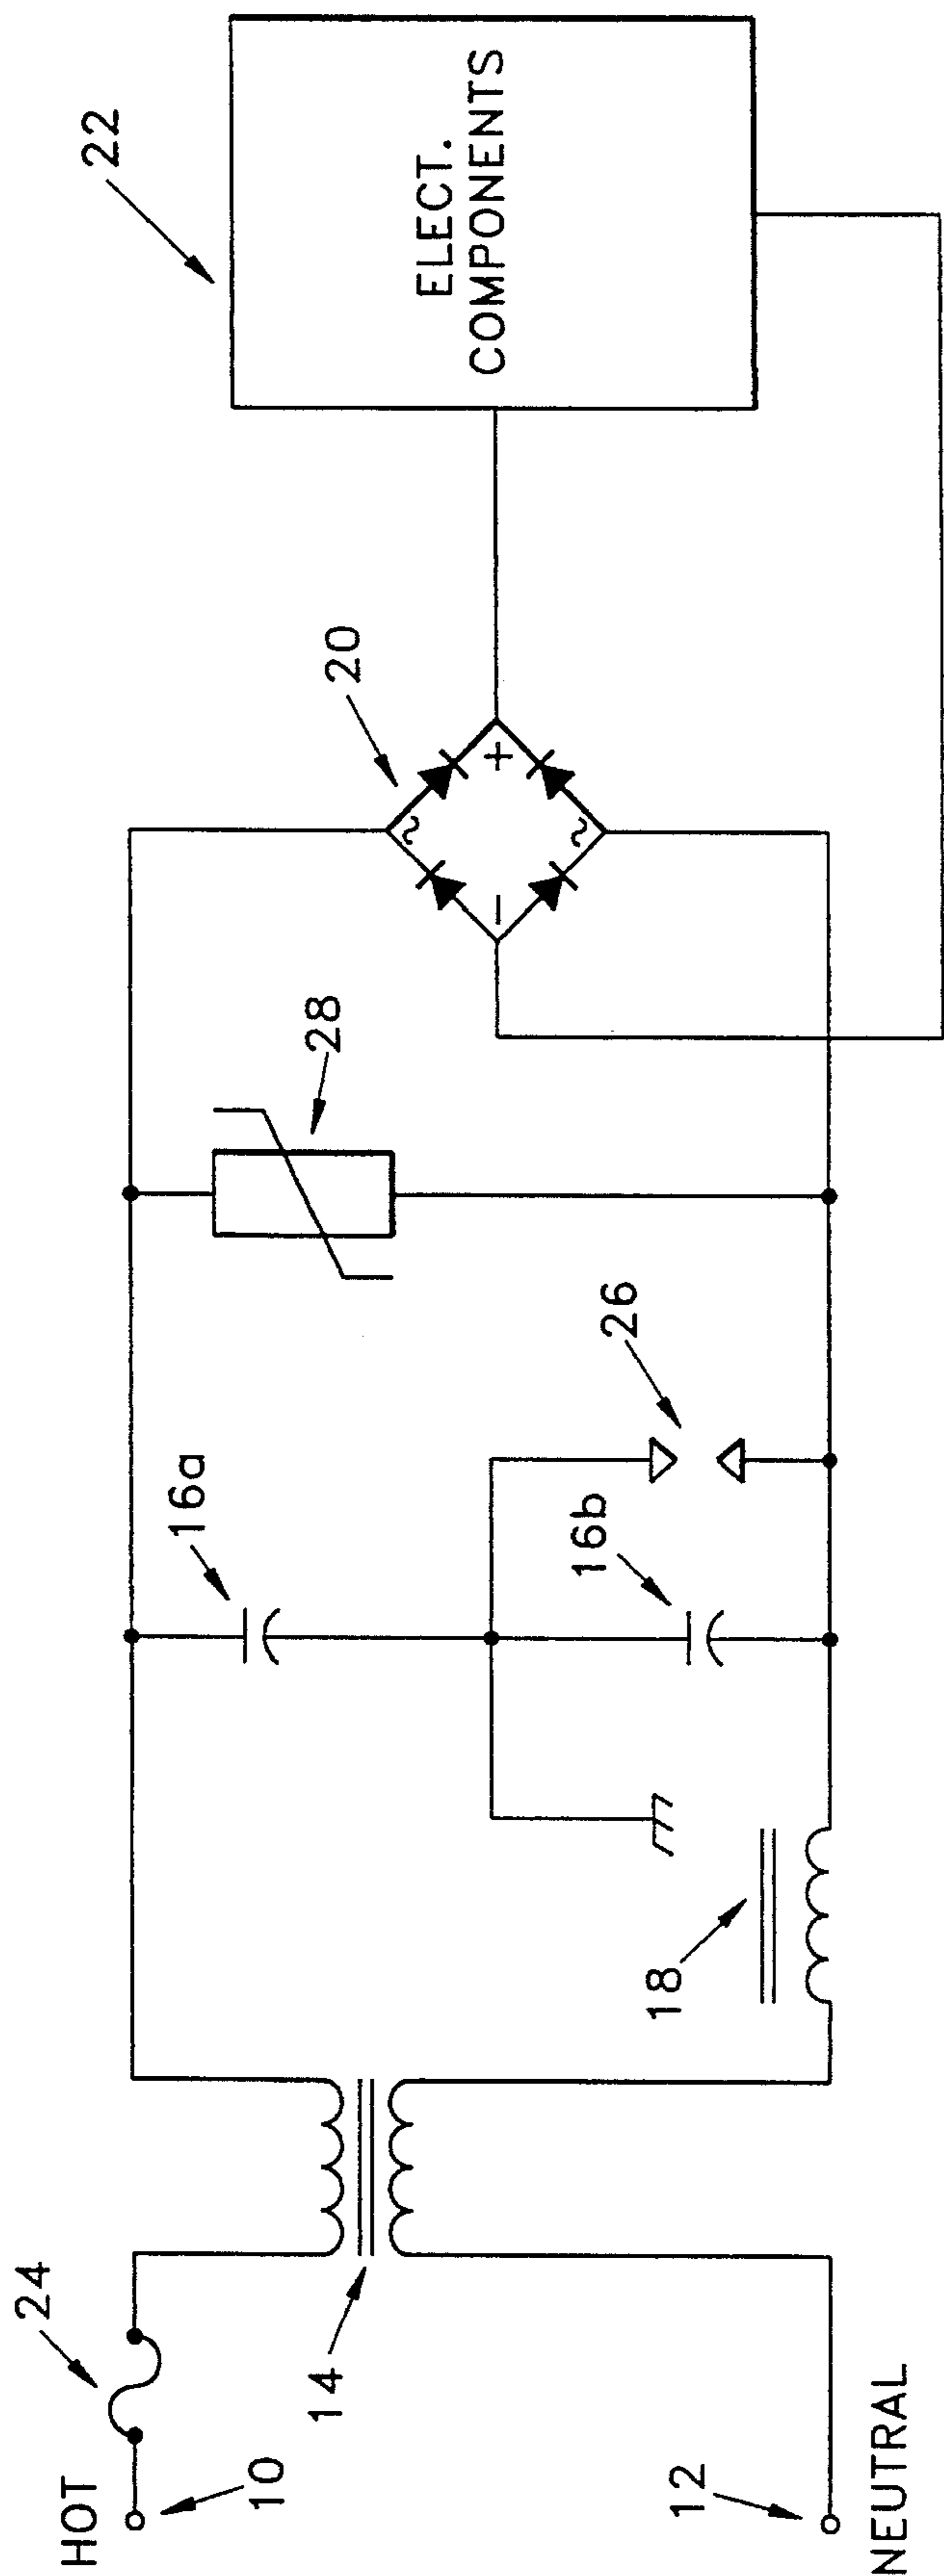 HOT
24
10
14
12
NEUTRAL
18
16a
16b
26
28
20
~
~
−
+
22
ELECT.
COMPONENTS